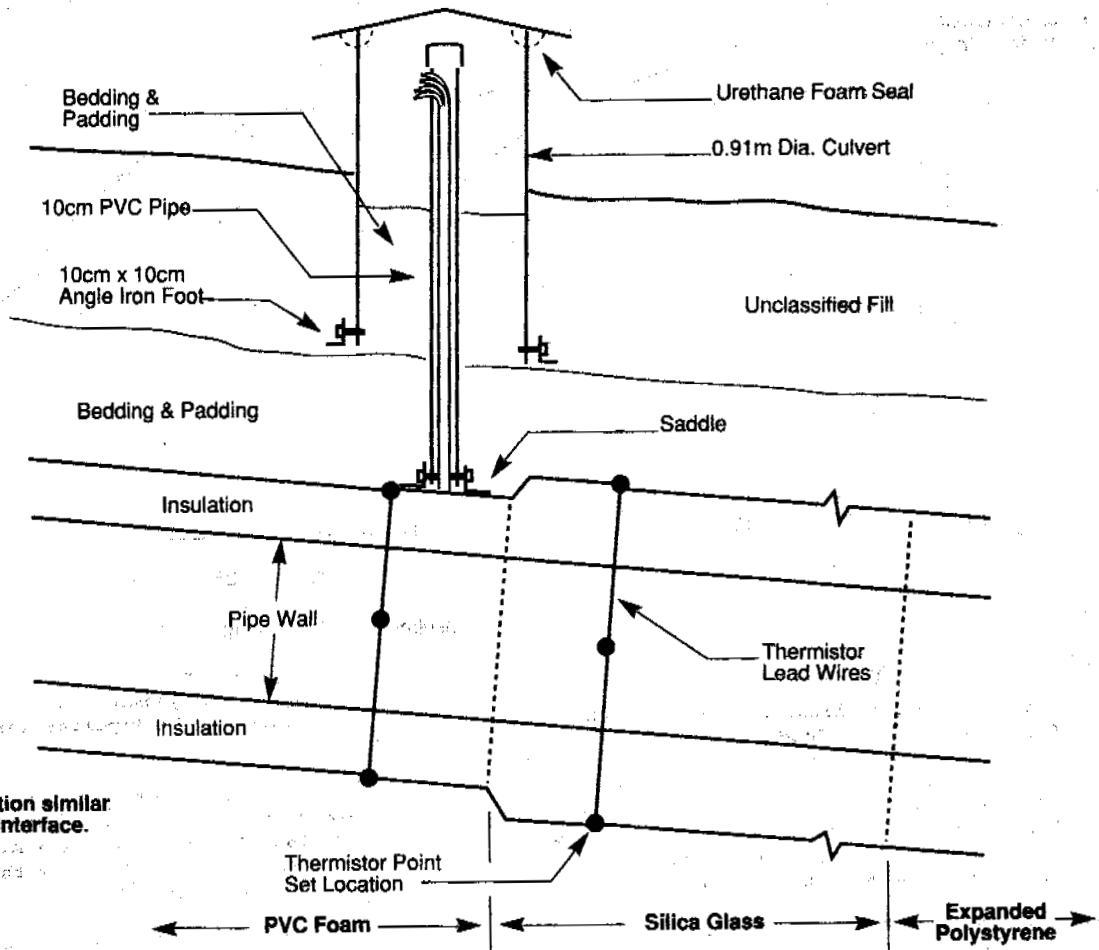 Bedding &
Padding
Urethane Foam Seal
0.91m Dia. Culvert
10cm PVC Pipe
10cm x 10cm
Angle Iron Foot
Unclassified Fill
Bedding & Padding
Saddle
Insulation
Pipe Wall
Thermistor
Lead Wires
Insulation
similar
Thermistor Point
Set Location
PVC Foam
Silica Glass
Expanded
Polystyrene